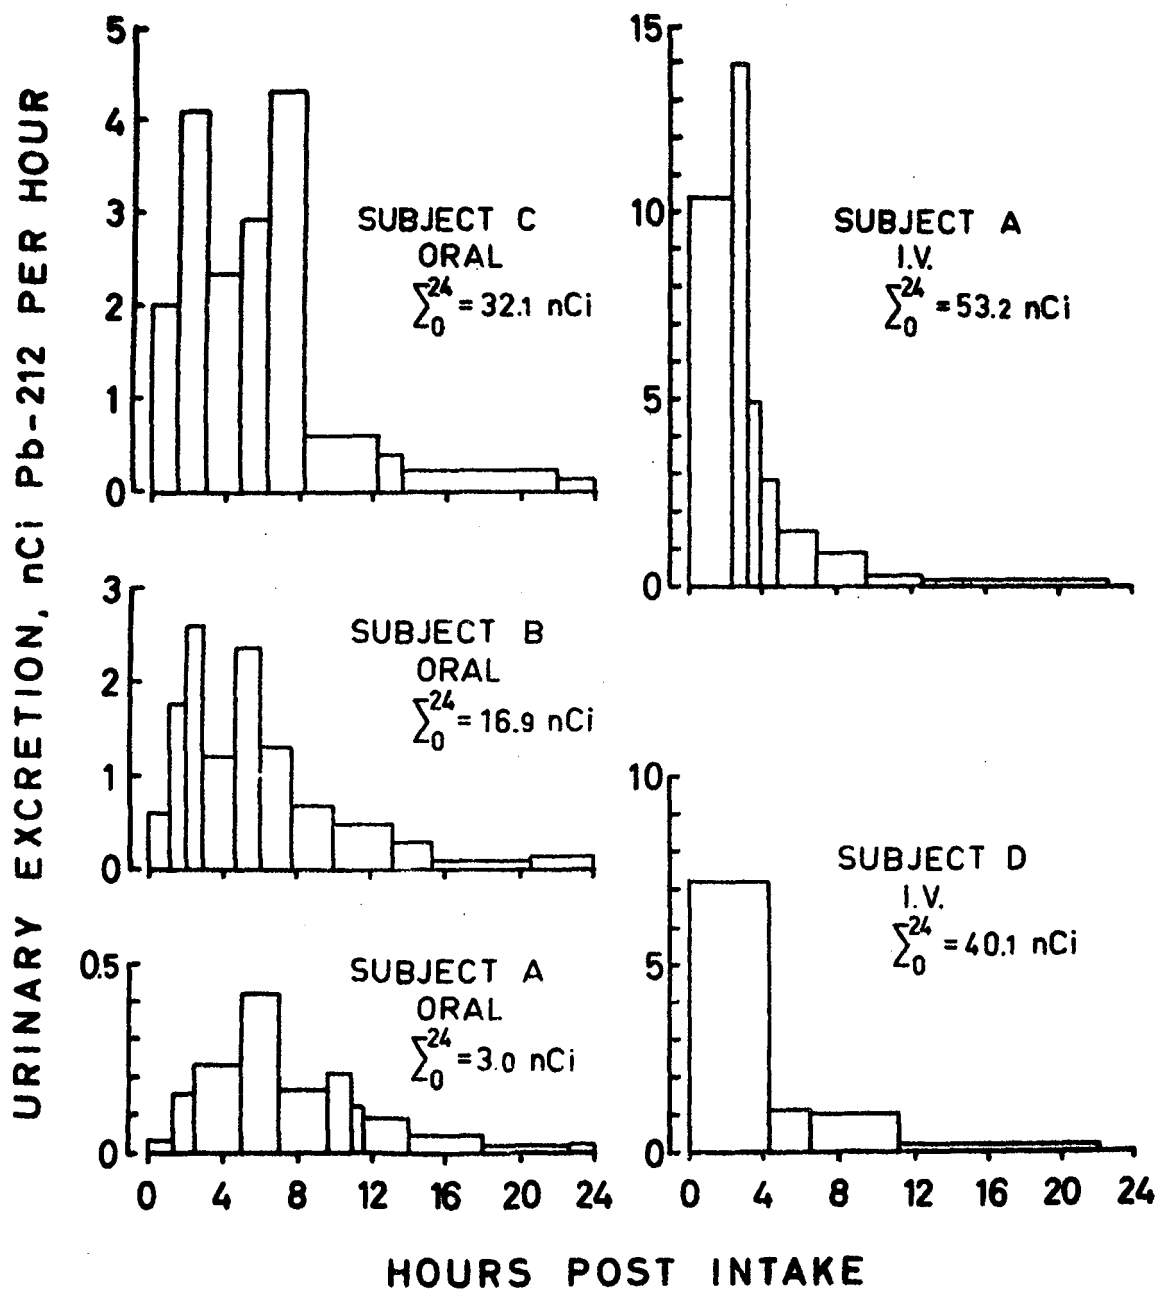 URINARY EXCRETION, nCi Pb-212 PER HOUR
5
4
3
2
1
0
SUBJECT C
ORAL
∑₀²⁴ = 32.1 nCi
15
10
5
0
SUBJECT A
I.V.
∑₀²⁴ = 53.2 nCi
3
2
1
0
SUBJECT B
ORAL
∑₀²⁴ = 16.9 nCi
10
5
0
SUBJECT D
I.V.
∑₀²⁴ = 40.1 nCi
0.5
0
SUBJECT A
ORAL
∑₀²⁴ = 3.0 nCi
0 4 8 12 16 20 24
0 4 8 12 16 20 24
HOURS POST INTAKE